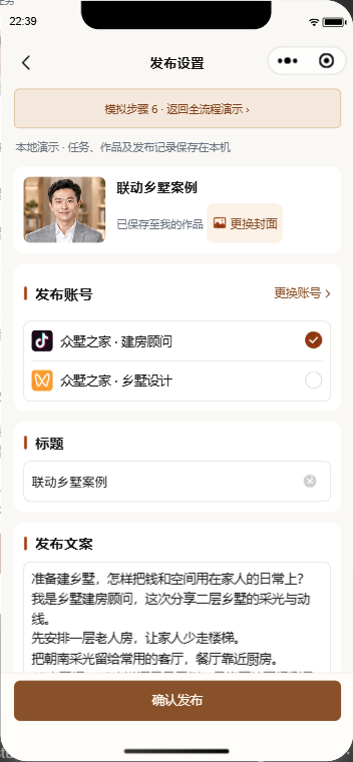 22:39
发布设置
模拟步骤 6 · 返回全流程演示 ›
本地演示 · 任务、作品及发布记录保存在本机
联动乡墅案例
已保存至我的作品
更换封面
发布账号
更换账号 >
众墅之家 · 建房顾问
众墅之家 · 乡墅设计
标题
联动乡墅案例
发布文案
准备建乡墅，怎样把钱和空间用在家人的日常上？
我是乡墅建房顾问，这次分享二层乡墅的采光与动
线。
先安排一层老人房，让家人少走楼梯。
把朝南采光留给常用的客厅，餐厅靠近厨房。
确认发布